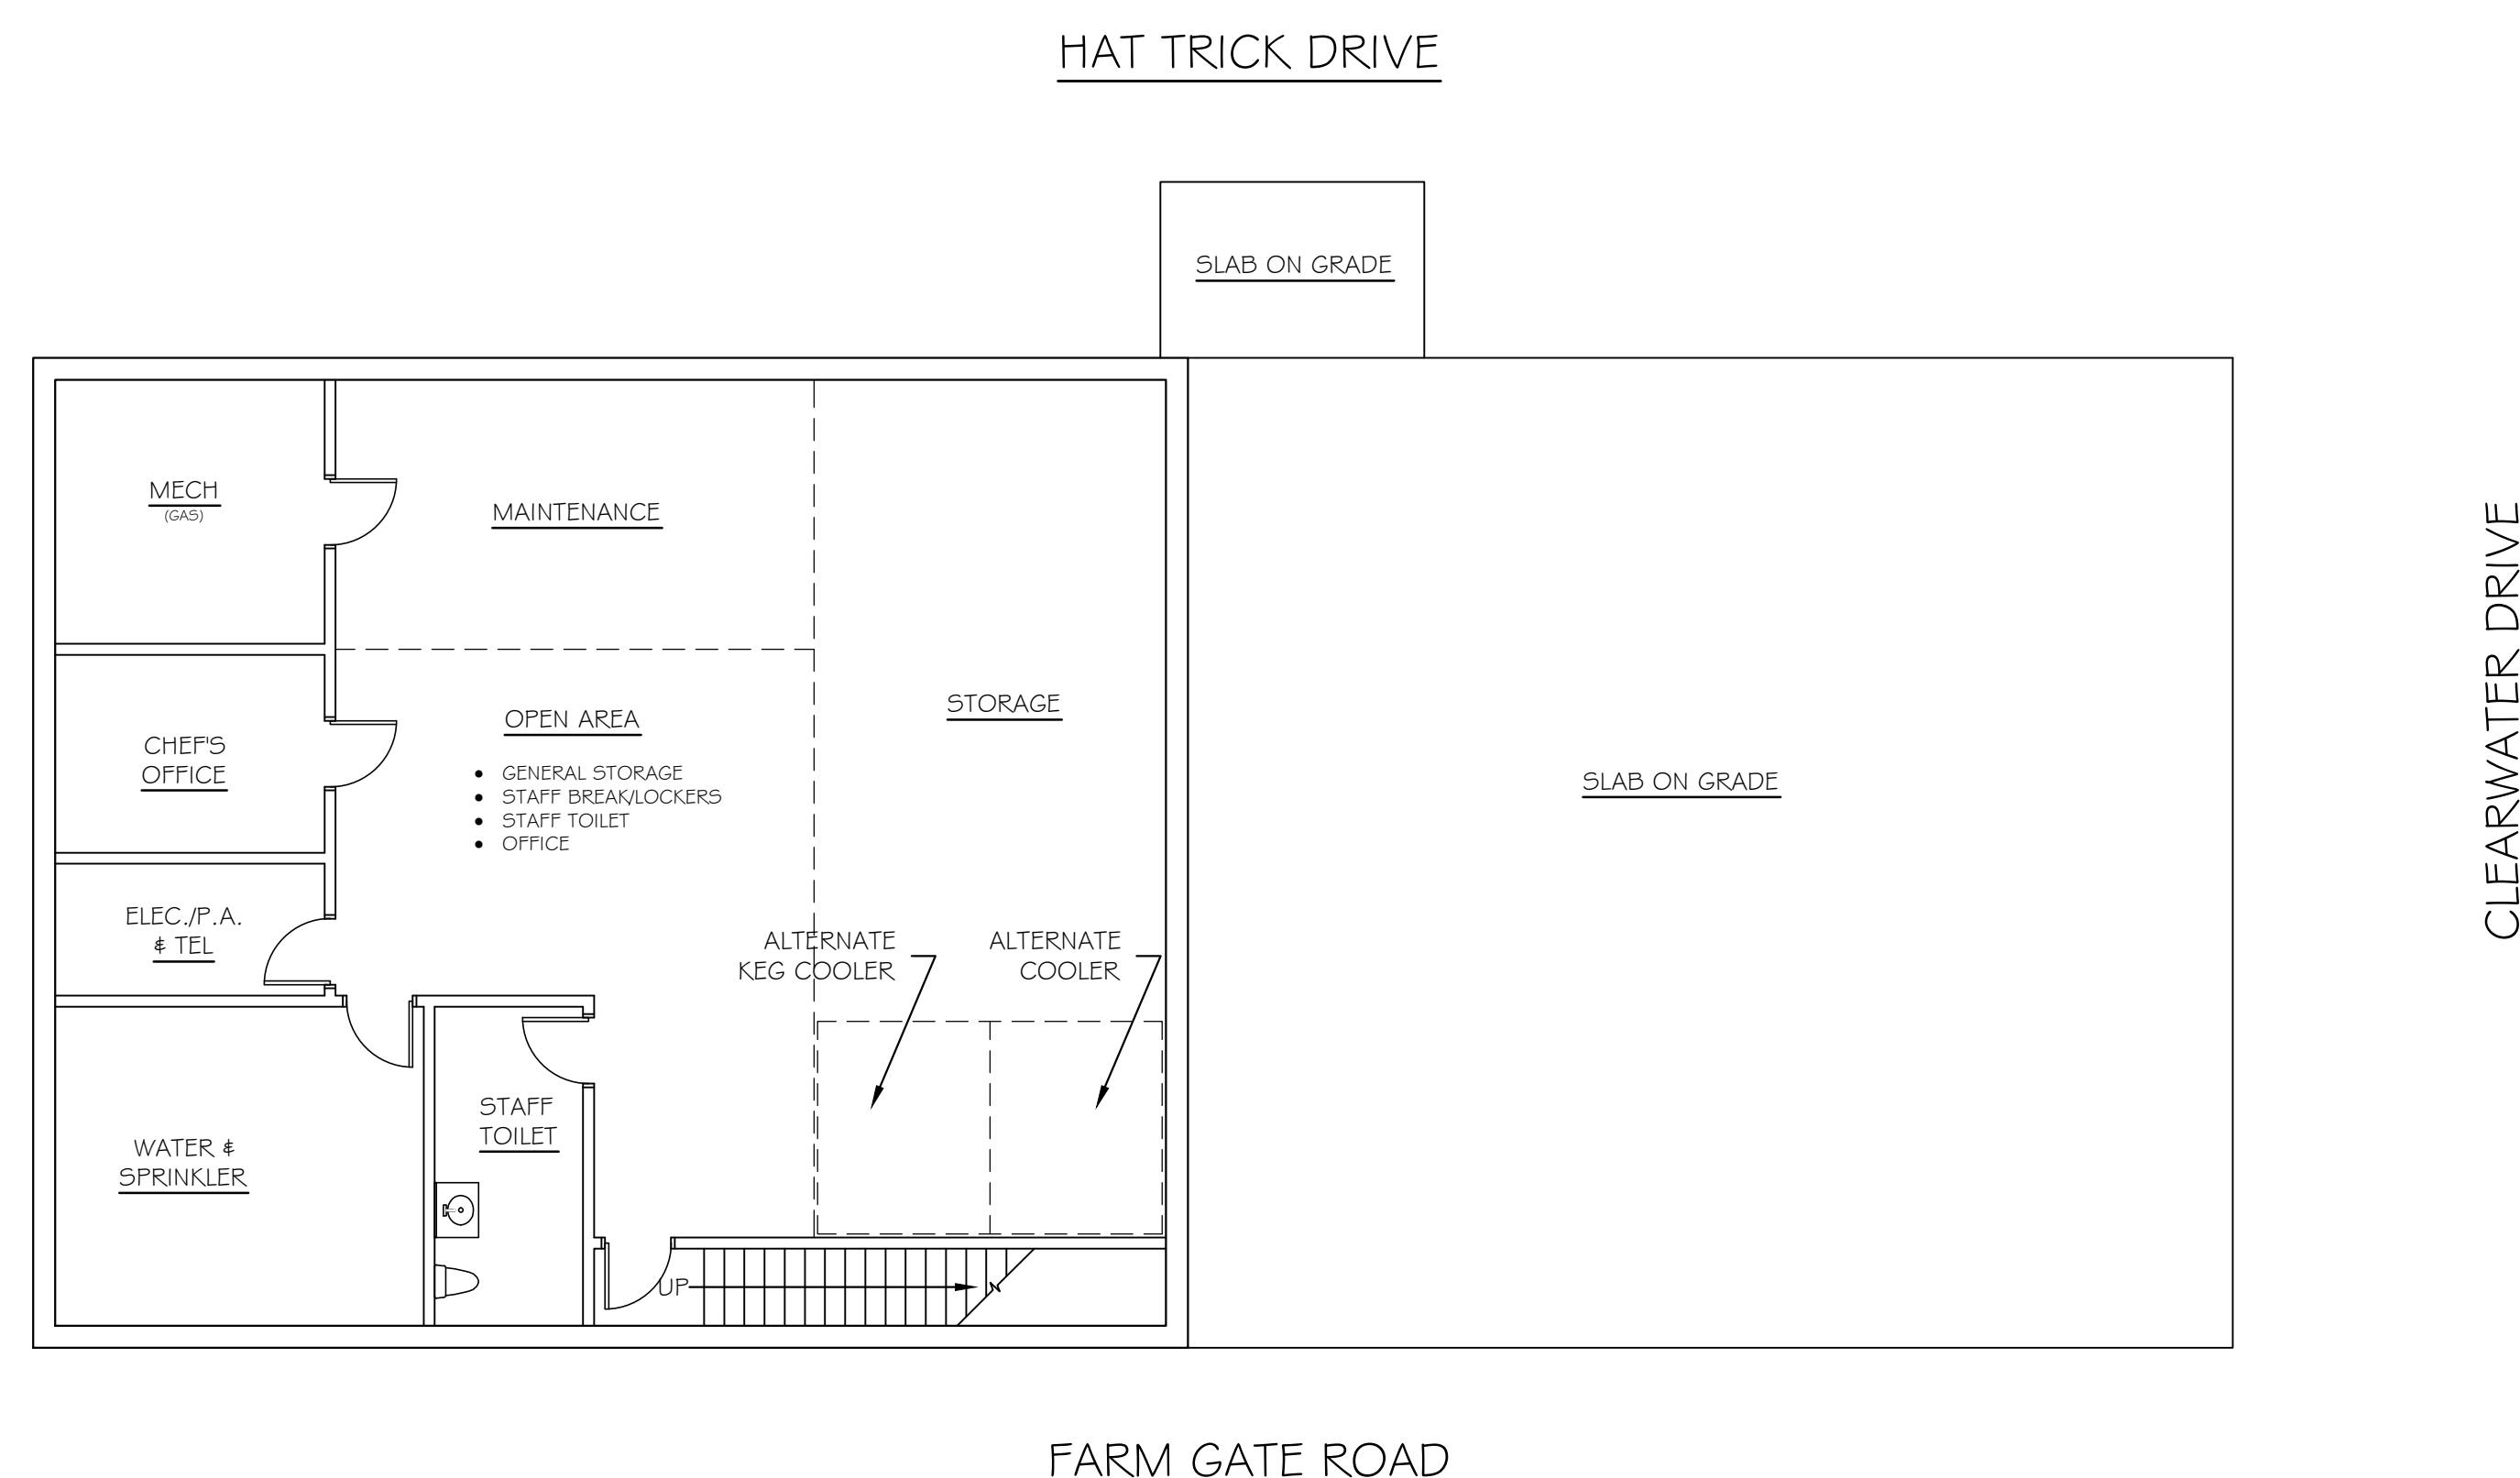 HAT TRICK DRIVE
SLAB ON GRADE
MECH
(GAS)
MAINTENANCE
CHEF'S
OFFICE
OPEN AREA
• GENERAL STORAGE
• STAFF BREAK/LOCKERS
• STAFF TOILET
• OFFICE
STORAGE
SLAB ON GRADE
CLEARWATER DRIVE
ELEC./P.A.
& TEL
ALTERNATE
KEG COOLER
ALTERNATE
COOLER
STAFF
TOILET
WATER &
SPRINKLER
UP
FARM GATE ROAD